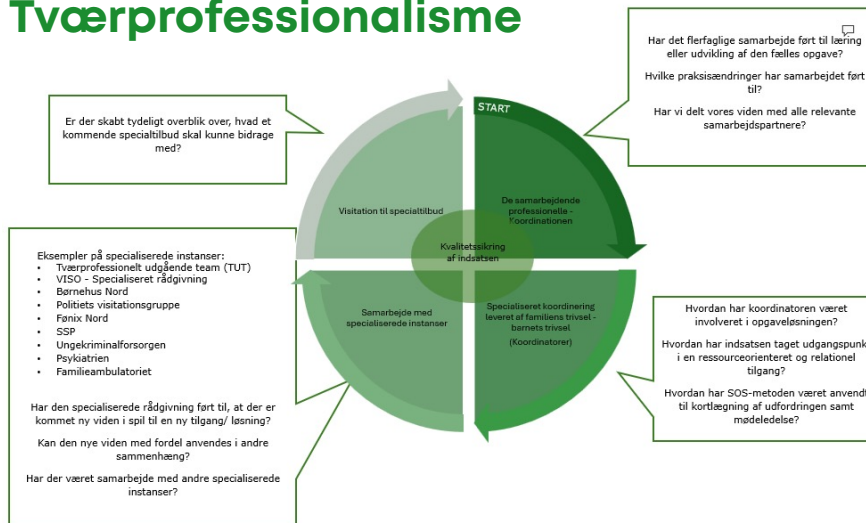 Tværprofessionalisme
Har det flerfaglige samarbejde ført til læring
eller udvikling af den fælles opgave?
Hvilke praksisændringer har samarbejdet ført
til?
Har vi delt vores viden med alle relevante
samarbejdspartnere?
Er der skabt tydeligt overblik over, hvad et
kommende specialtilbud skal kunne bidrage
med?
START
Visitation til specialtilbud
De samarbejdende
professionelle -
Koordinationen
Kvalitetssikring
af indsatsen
Samarbejde med
specialiserede instanser
Specialiseret koordinering
leveret af familiens trivsel -
barnets trivsel
(Koordinatorer)
Eksempler på specialiserede instanser:
• Tværprofessionelt udgående team (TUT)
• VISO - Specialiseret rådgivning
• Børnehus Nord
• Politiets visitationsgruppe
• Fønix Nord
• SSP
• Ungekriminalforsorgen
• Psykiatrien
• Familieambulatoriet
Har den specialiserede rådgivning ført til, at der er
kommet ny viden i spil til en ny tilgang/ løsning?
Kan den nye viden med fordel anvendes i andre
sammenhæng?
Har der været samarbejde med andre specialiserede
instanser?
Hvordan har koordinatoren været
involveret i opgaveløsningen?
Hvordan har indsatsen taget udgangspunk
i en ressourceorienteret og relationel
tilgang?
Hvordan har SOS-metoden været anvendt
til kortlægning af udfordringen samt
mødeledelse?